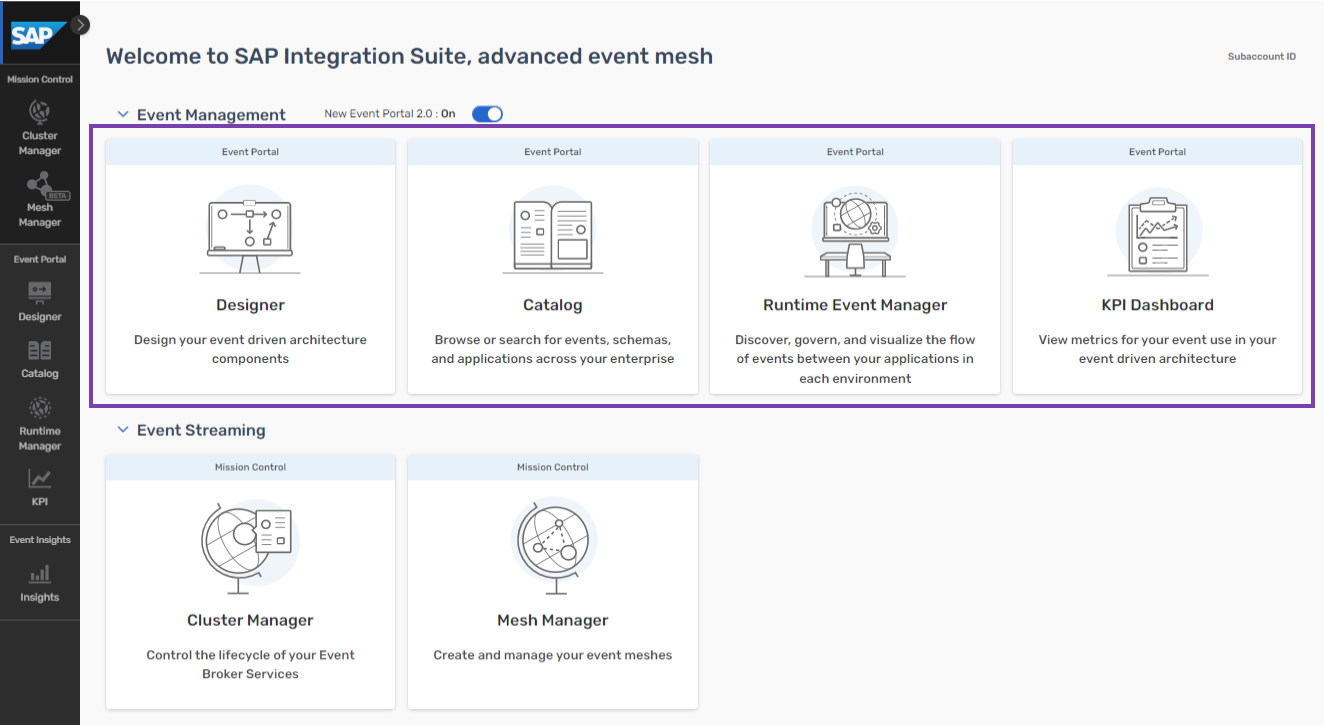 SAP
Welcome to SAP Integration Suite, advanced event mesh
Subaccount ID
Mission Control
Cluster
Manager
BETA
Mesh
Manager
Event Portal
Designer
Catalog
Runtime
Manager
KPI
Event Insights
Insights
Event Management
New Event Portal 2.0 : On
Event Portal
Designer
Design your event driven architecture
components
Event Portal
Catalog
Browse or search for events, schemas,
and applications across your enterprise
Event Portal
Runtime Event Manager
Discover, govern, and visualize the flow
of events between your applications in
each environment
Event Portal
KPI Dashboard
View metrics for your event use in your
event driven architecture
Event Streaming
Mission Control
Cluster Manager
Control the lifecycle of your Event
Broker Services
Mission Control
Mesh Manager
Create and manage your event meshes